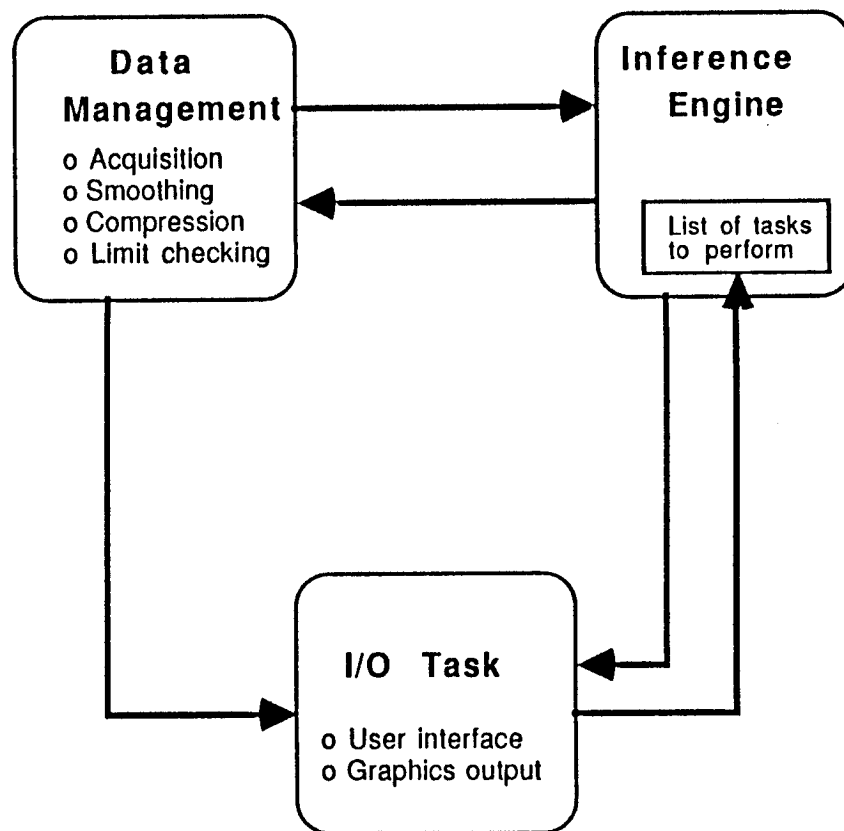 Data
Management
o Acquisition
o Smoothing
o Compression
o Limit checking
Inference
Engine
List of tasks
to perform
I/O Task
o User interface
o Graphics output